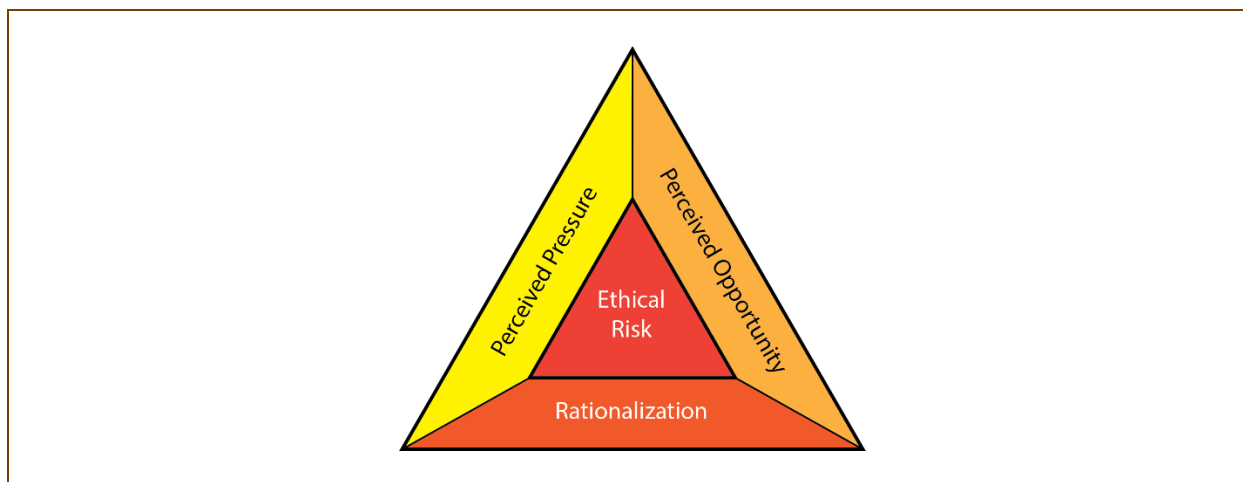 Perceived Pressure
Perceived Opportunity
Ethical
Risk
Rationalization